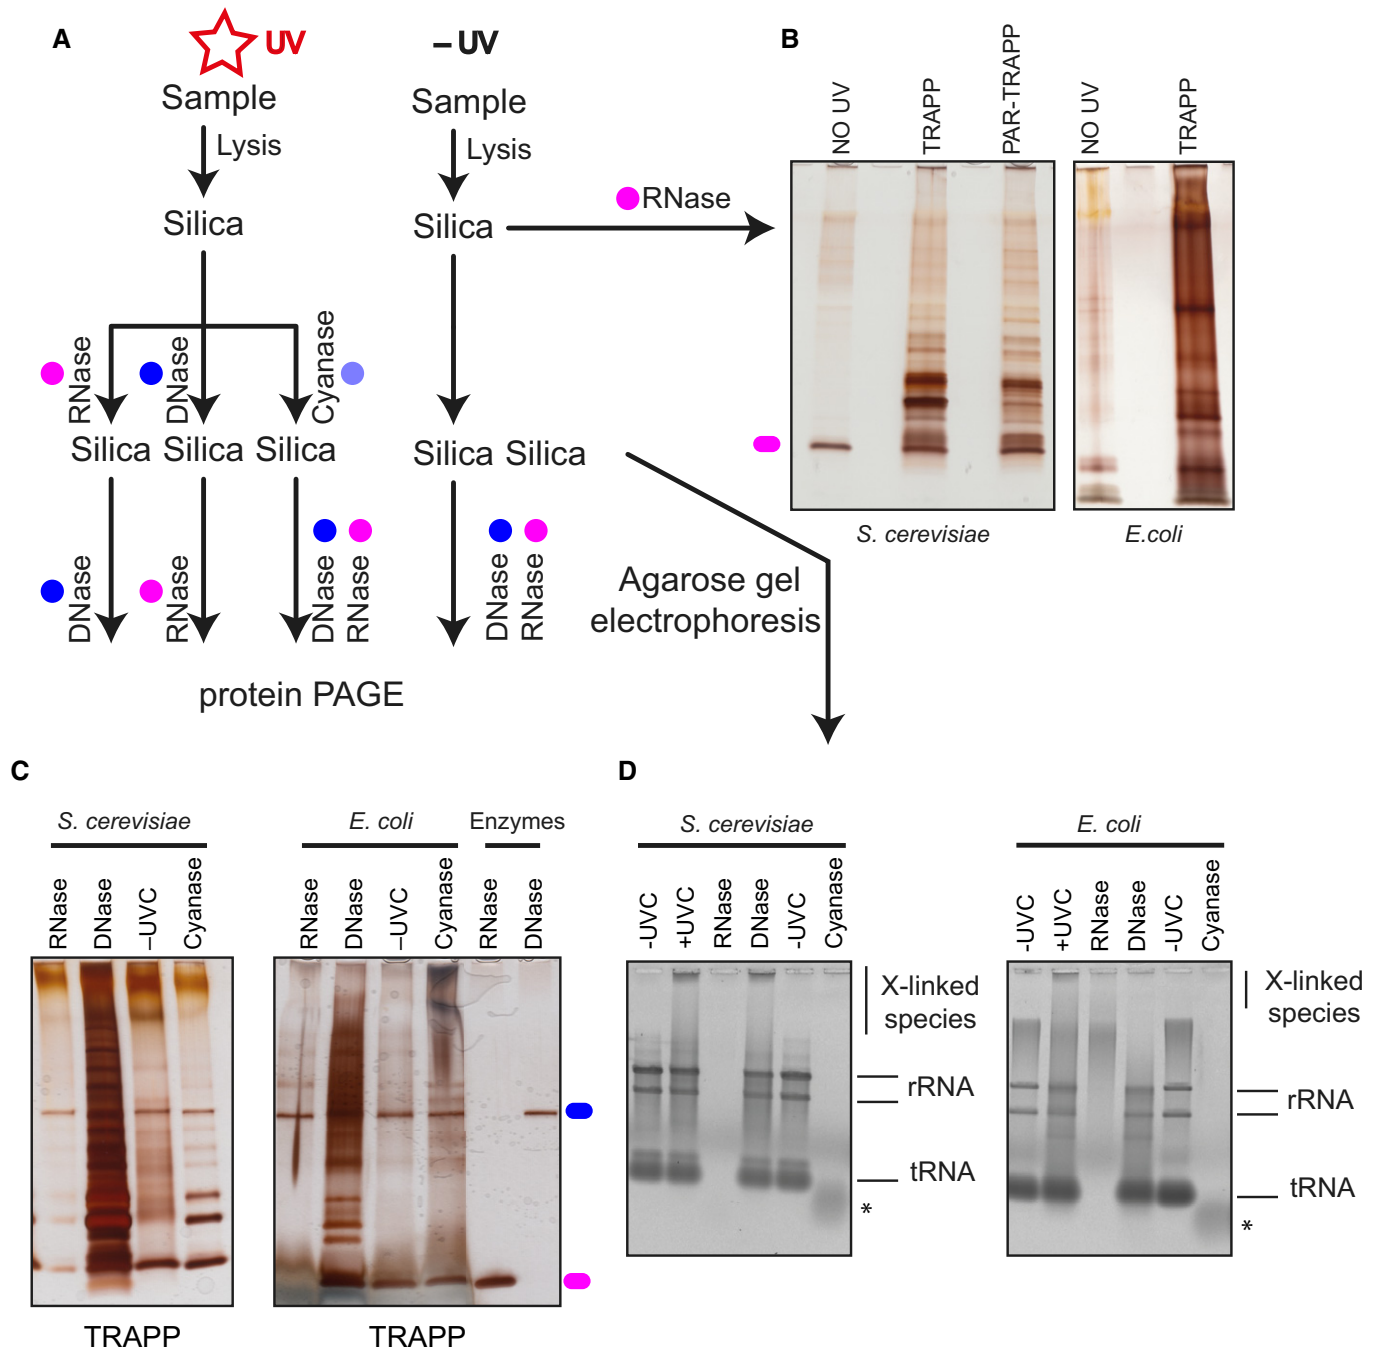 A
UV
– UV
Sample
Sample
Lysis
Lysis
Silica
Silica
RNase
RNase
DNase
Cyanase
Silica Silica Silica
Silica Silica
DNase
RNase
DNase
RNase
DNase
RNase
protein PAGE
Agarose gel
electrophoresis
B
NO UV
TRAPP
PAR-TRAPP
NO UV
TRAPP
S. cerevisiae
E.coli
C
S. cerevisiae
E. coli
Enzymes
RNase
DNase
–UVC
Cyanase
RNase
DNase
–UVC
Cyanase
RNase
DNase
TRAPP
TRAPP
D
S. cerevisiae
E. coli
-UVC
+UVC
RNase
DNase
-UVC
Cyanase
-UVC
+UVC
RNase
DNase
-UVC
Cyanase
X-linked
species
rRNA
tRNA
*
X-linked
species
rRNA
tRNA
*